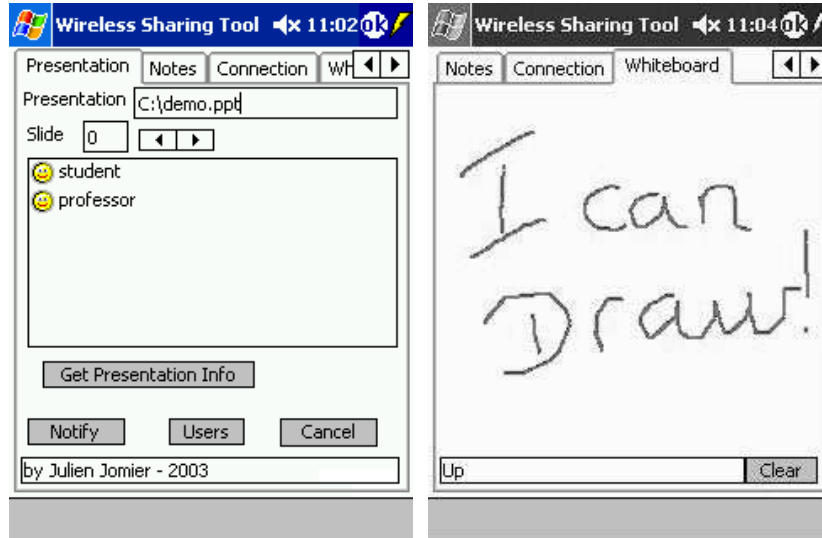 Wireless Sharing Tool 11:02 ok
Presentation Notes Connection Wh
Presentation C:\demo.ppt
Slide 0
student
professor
Get Presentation Info
Notify Users Cancel
by Julien Jomier - 2003
Wireless Sharing Tool 11:04 ok
Notes Connection Whiteboard
I can
Draw!
Up Clear